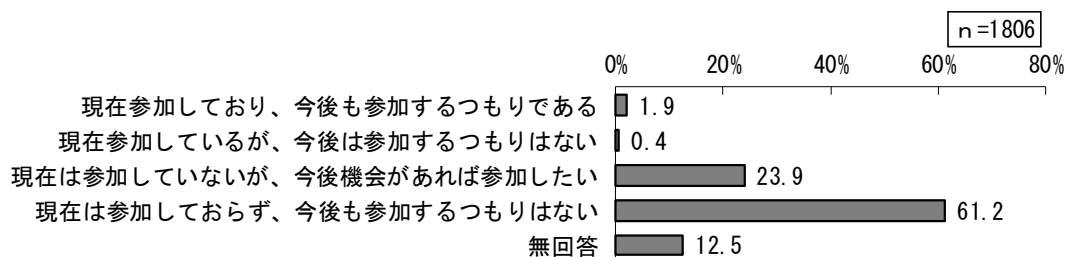 n=1806
0% 20% 40% 60% 80%
現在参加しており、今後も参加するつもりである 1.9
現在参加しているが、今後は参加するつもりはない 0.4
現在は参加していないが、今後機会があれば参加したい 23.9
現在は参加しておらず、今後も参加するつもりはない 61.2
無回答 12.5